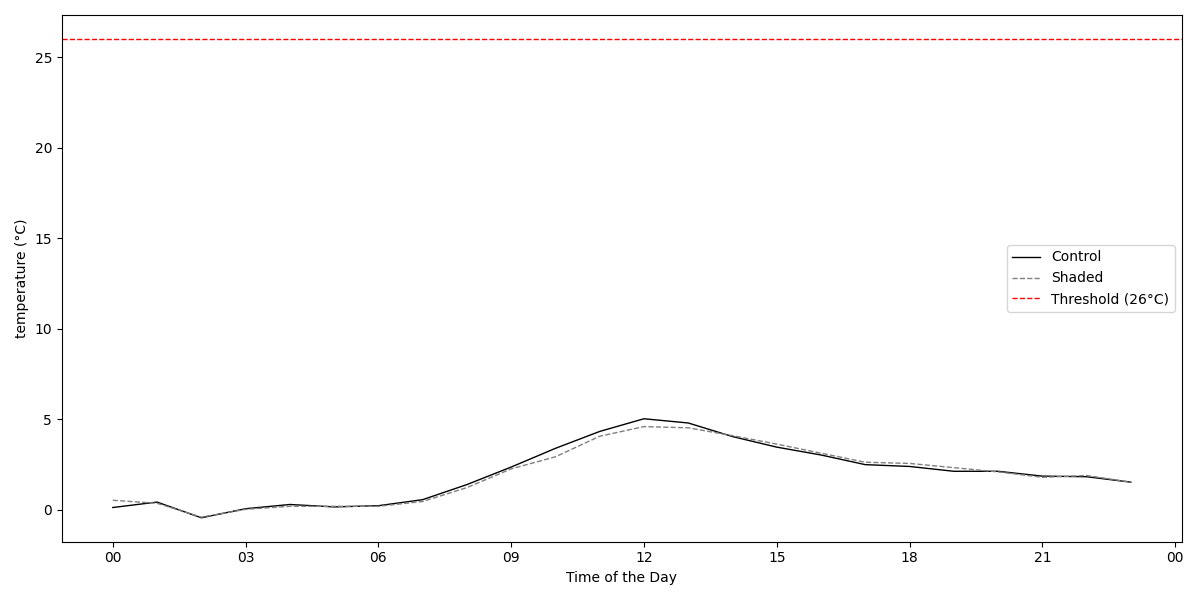 25
20
15
10
5
0
temperature (°C)
Control
Shaded
Threshold (26°C)
00 03 06 09 12 15 18 21 00
Time of the Day